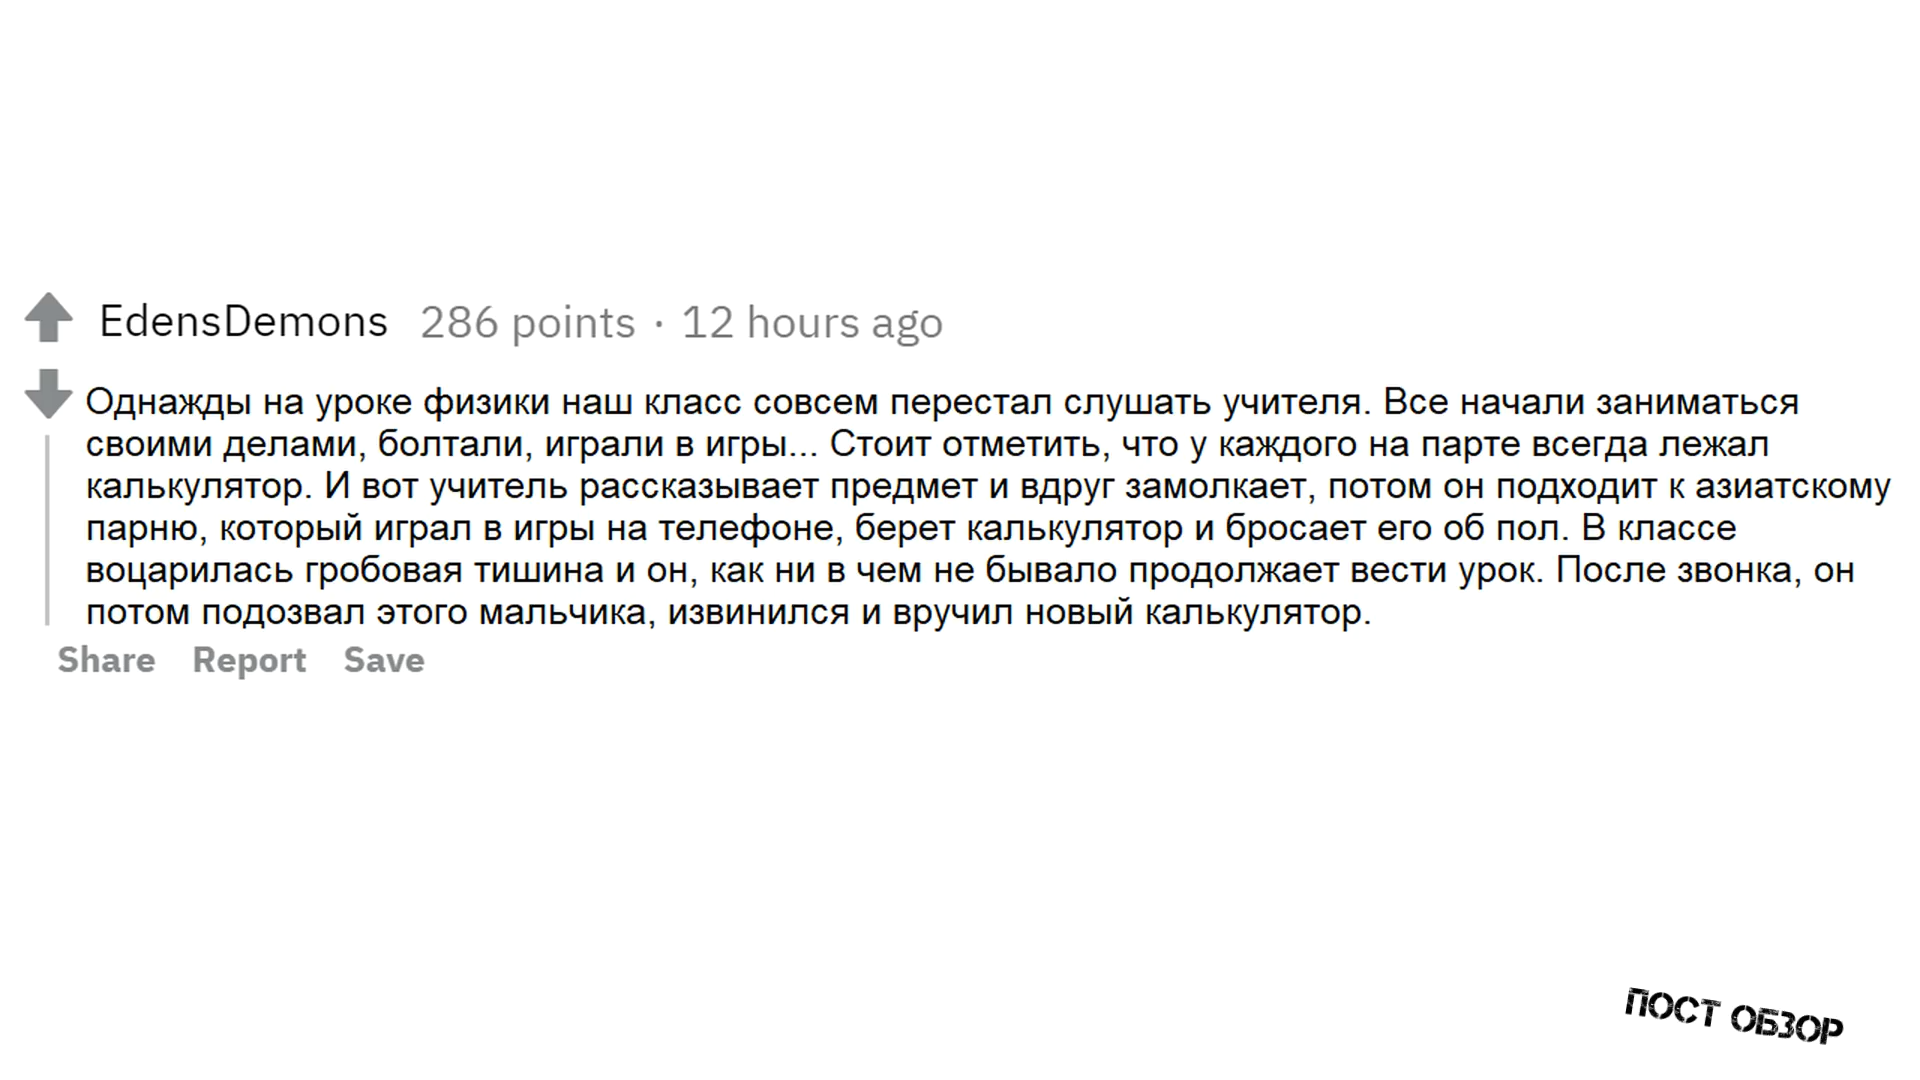 EdensDemons 286 points · 12 hours ago
Однажды на уроке физики наш класс совсем перестал слушать учителя. Все начали заниматься
своими делами, болтали, играли в игры... Стоит отметить, что у каждого на парте всегда лежал
калькулятор. И вот учитель рассказывает предмет и вдруг замолкает, потом он подходит к азиатскому
парню, который играл в игры на телефоне, берет калькулятор и бросает его об пол. В классе
воцарилась гробовая тишина и он, как ни в чем не бывало продолжает вести урок. После звонка, он
потом подозвал этого мальчика, извинился и вручил новый калькулятор.
Share Report Save
ПОСТ ОБЗОР